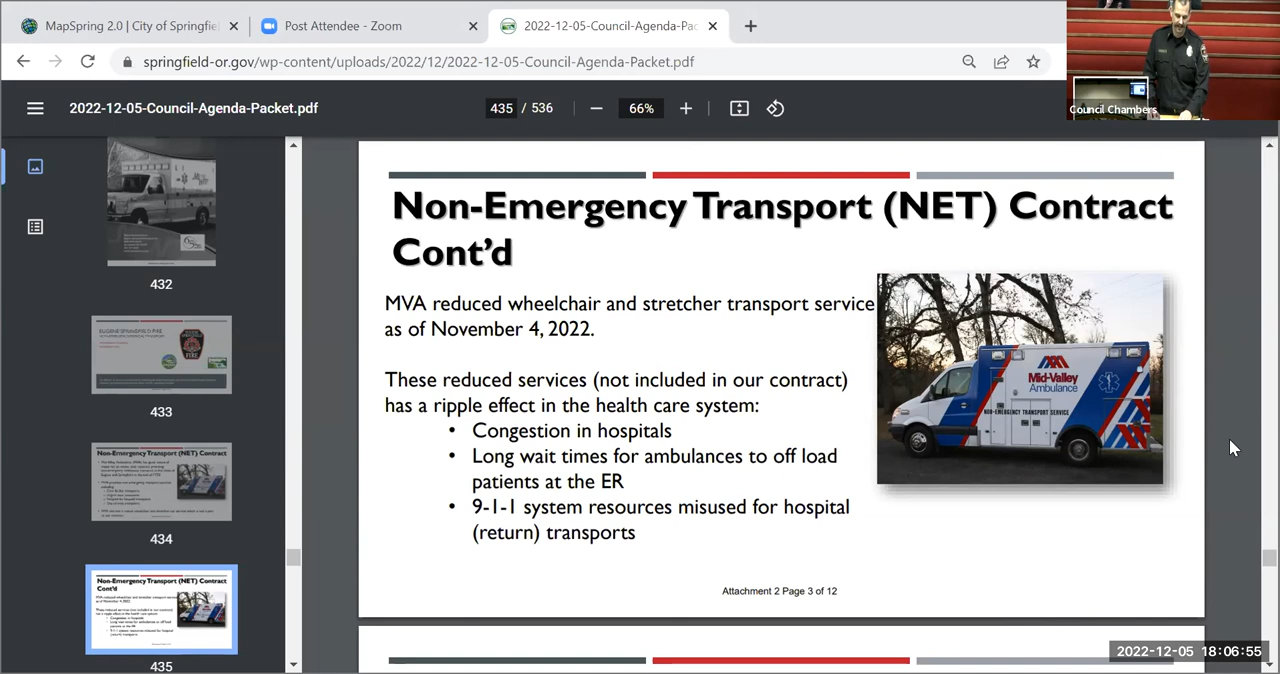 MapSpring 2.0 | City of Springfie
Post Attendee - Zoom
2022-12-05-Council-Agenda-Pac
springfield-or.gov/wp-content/uploads/2022/12/2022-12-05-Council-Agenda-Packet.pdf
Council Chambers
2022-12-05-Council-Agenda-Packet.pdf
435 / 536
66%
432
433
434
435
Non-Emergency Transport (NET) Contract
Cont'd
MVA reduced wheelchair and stretcher transport service
as of November 4, 2022.
These reduced services (not included in our contract)
has a ripple effect in the health care system:
• Congestion in hospitals
• Long wait times for ambulances to off load
patients at the ER
• 9-1-1 system resources misused for hospital
(return) transports
Mid-Valley
Ambulance
NON-EMERGENCY TRANSPORT SERVICE
Attachment 2 Page 3 of 12
2022-12-05 18:06:55